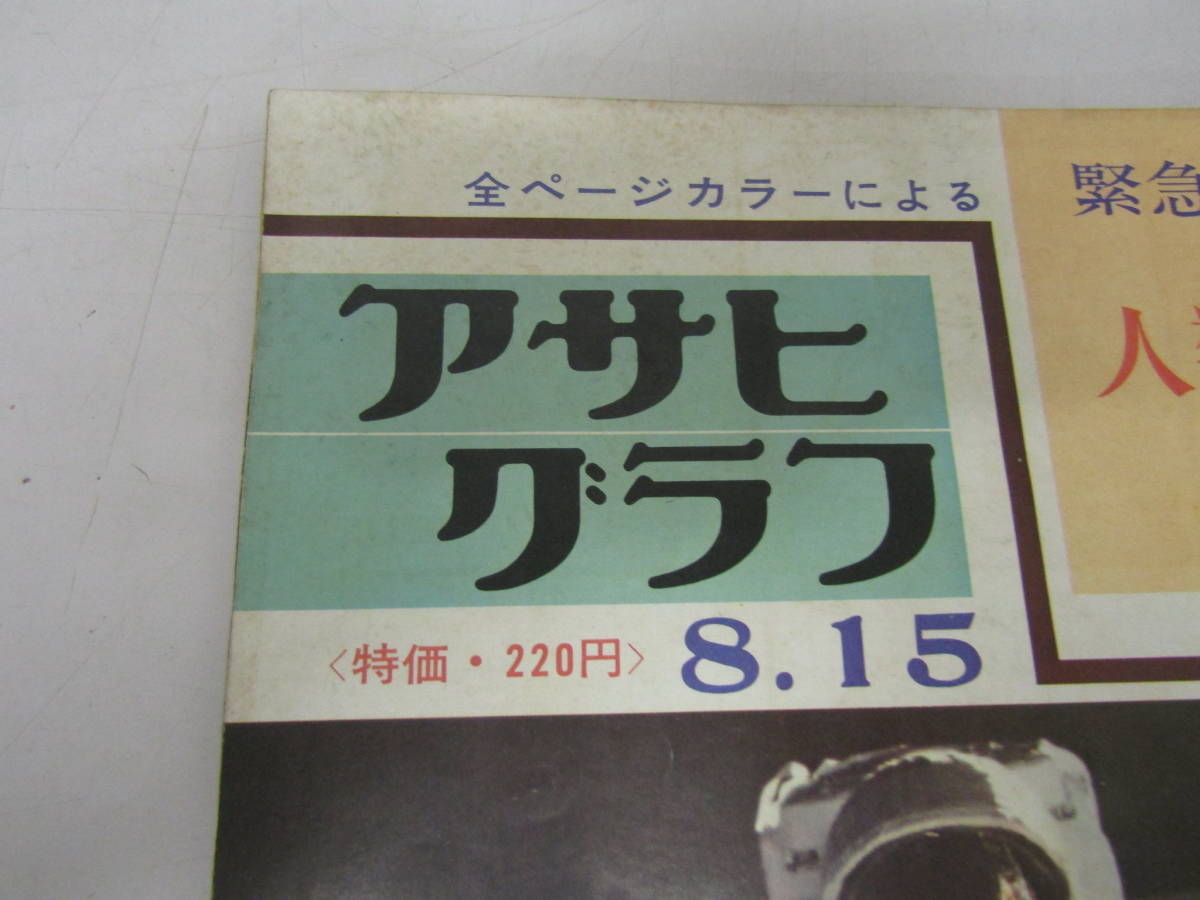 全ページカラーによる
アサヒ
グラフ
〈特価・220円〉
8.15
緊急
人